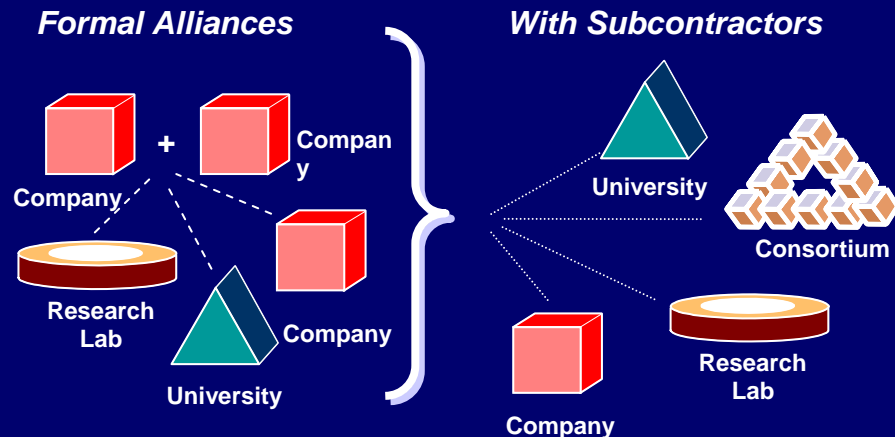 Formal Alliances
With Subcontractors
+
Compan
y
Company
Research
Lab
Company
University
University
Consortium
Research
Lab
Company